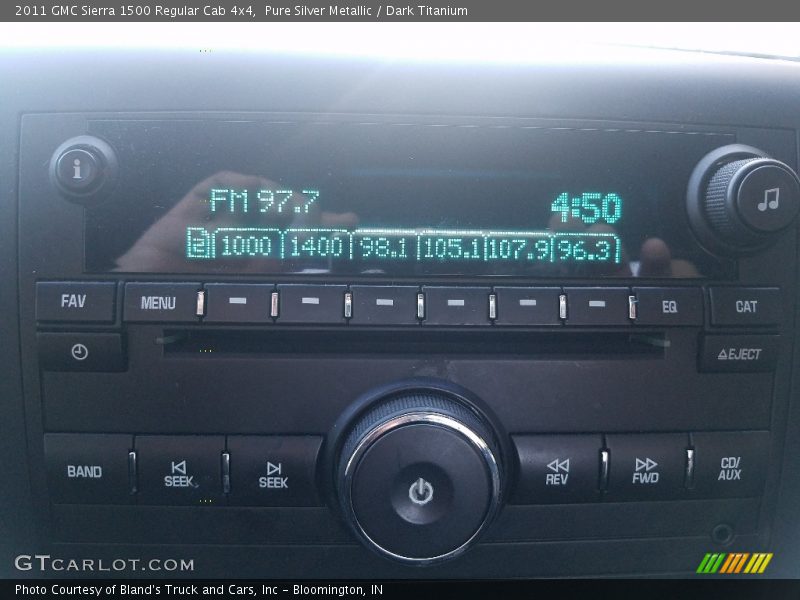 2011 GMC Sierra 1500 Regular Cab 4x4,  Pure Silver Metallic / Dark Titanium
i
FM 97.7
4:50
2 1000 1400 98.1 105.1 107.9 96.3
FAV MENU EQ CAT
EJECT
BAND SEEK SEEK REV FWD CD/AUX
GTCARLOT.COM
Photo Courtesy of Bland's Truck and Cars, Inc – Bloomington, IN